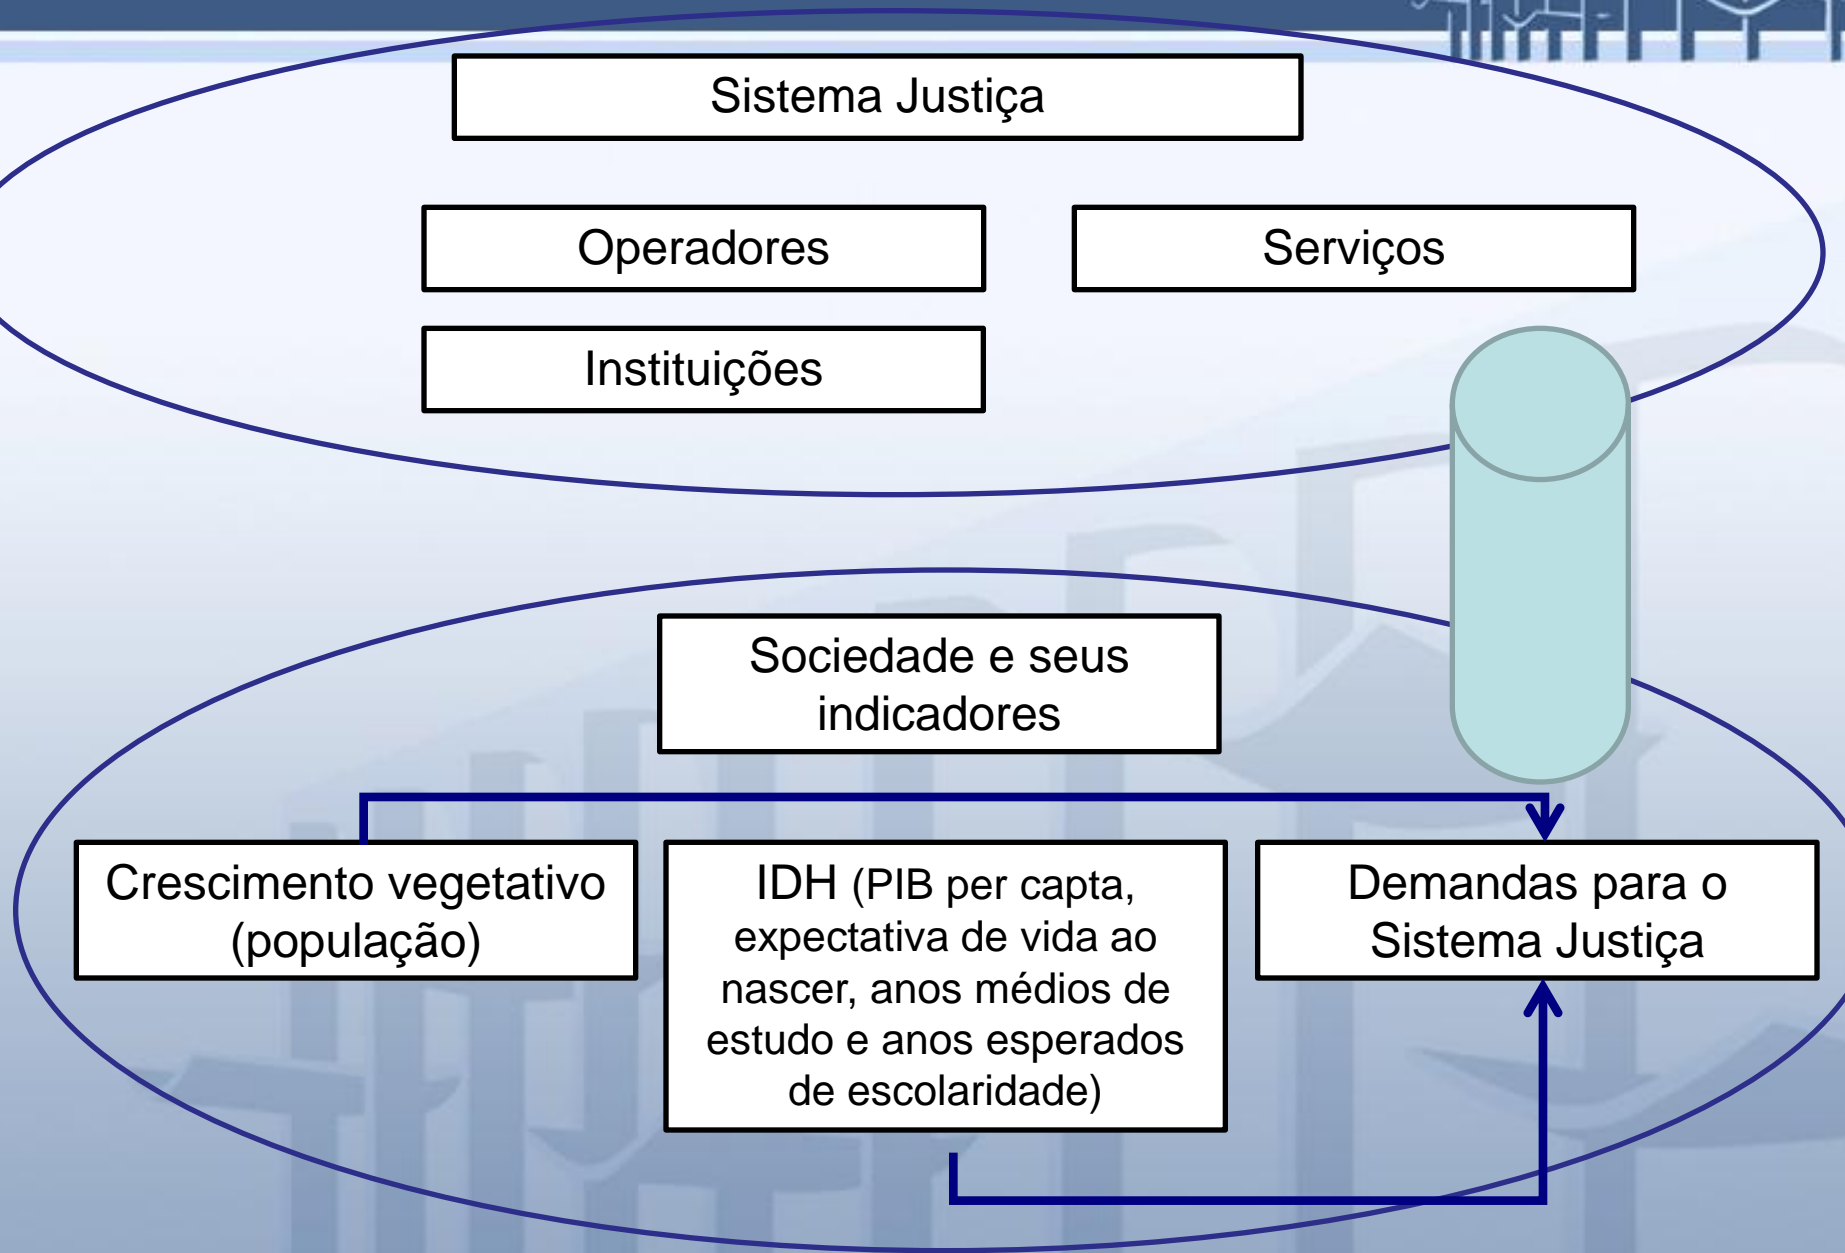 Sistema Justiça
Operadores
Serviços
Instituições
Sociedade e seus
indicadores
Crescimento vegetativo
(população)
IDH (PIB per capta,
expectativa de vida ao
nascer, anos médios de
estudo e anos esperados
de escolaridade)
Demandas para o
Sistema Justiça